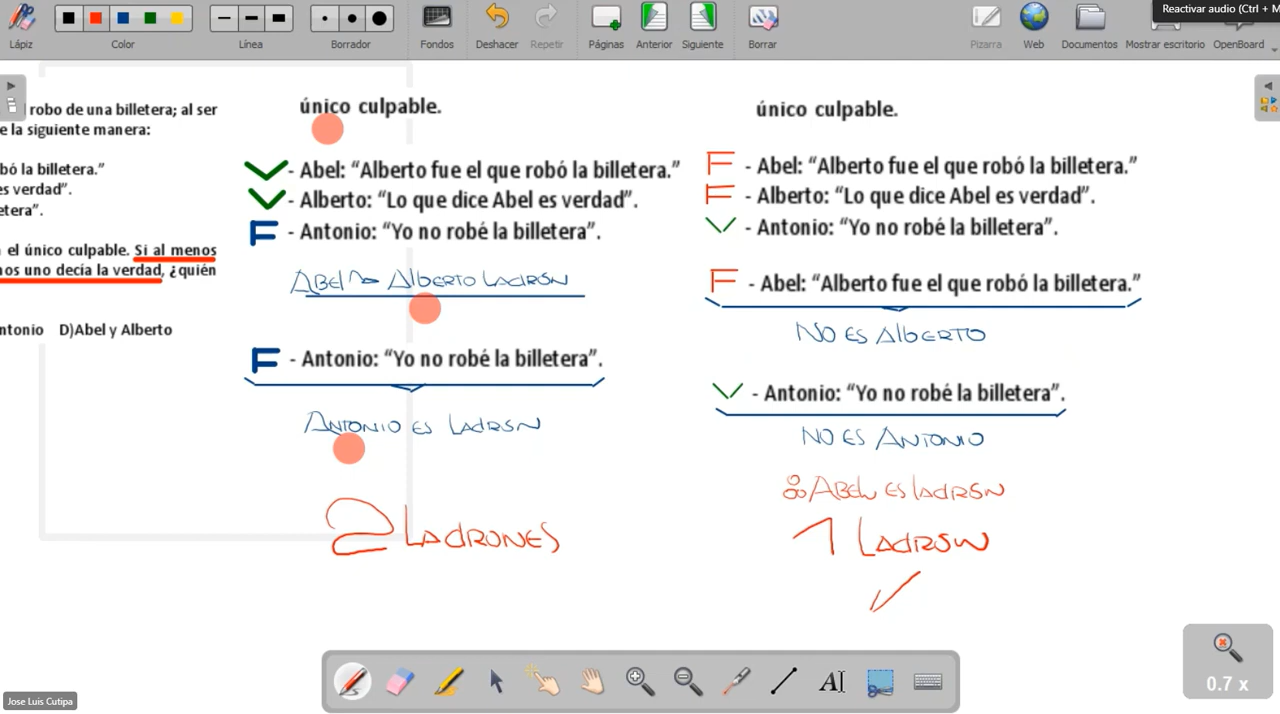 Reactivar audio (Ctrl + M
Lápiz
Color
Línea
Borrador
Fondos
Deshacer
Repetir
Páginas
Anterior
Siguiente
Borrar
Pizarra
Web
Documentos
Mostrar escritorio
OpenBoard
robo de una billetera; al ser
e la siguiente manera:
bó la billetera.”
es verdad”.
etera”.
el único culpable. Si al menos
nos uno decía la verdad, ¿quién
ntonio D)Abel y Alberto
único culpable.
V - Abel: “Alberto fue el que robó la billetera.”
V - Alberto: “Lo que dice Abel es verdad”.
F - Antonio: “Yo no robé la billetera”.
ABEL → Alberto LADRÓN
F - Antonio: “Yo no robé la billetera”.
ANTONIO ES LADRÓN
2 LADRONES
único culpable.
F - Abel: “Alberto fue el que robó la billetera.”
F - Alberto: “Lo que dice Abel es verdad”.
V - Antonio: “Yo no robé la billetera”.
F - Abel: “Alberto fue el que robó la billetera.”
NO ES AlbERTO
V - Antonio: “Yo no robé la billetera”.
NO ES ANTONIO
∴ ABEL ES LADRÓN
1 LADRÓN
AI
0.7 x
Jose Luis Cutipa